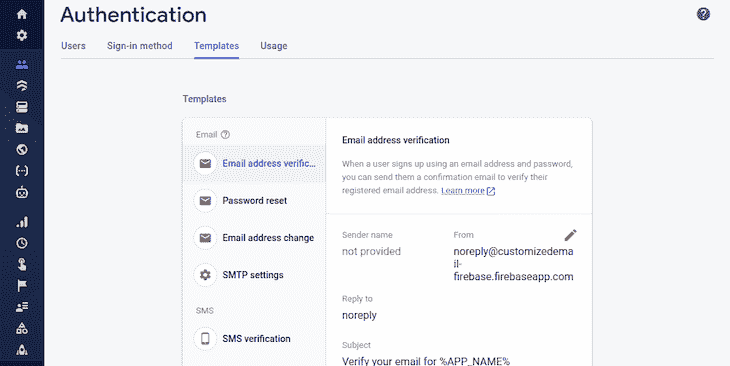 Authentication
Users Sign-in method Templates Usage
Templates
Email
Email address verific...
Password reset
Email address change
SMTP settings
SMS
SMS verification
Email address verification
When a user signs up using an email address and password,
you can send them a confirmation email to verify their
registered email address. Learn more
Sender name
not provided
From
noreply@customizedema
il-
firebase.firebaseapp.com
Reply to
noreply
Subject
Verify your email for %APP_NAME%